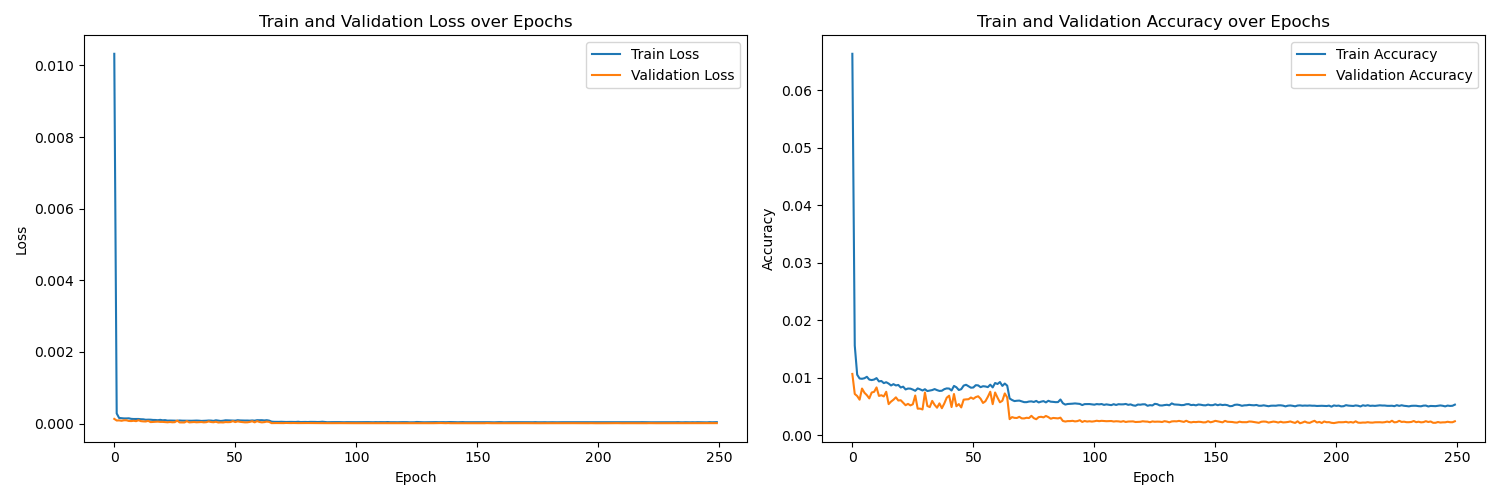 Train and Validation Loss over Epochs
Train Loss
Validation Loss
0.010
0.008
0.006
0.004
0.002
0.000
Loss
0
50
100
150
200
250
Epoch
Train and Validation Accuracy over Epochs
Train Accuracy
Validation Accuracy
0.06
0.05
0.04
0.03
0.02
0.01
0.00
Accuracy
0
50
100
150
200
250
Epoch